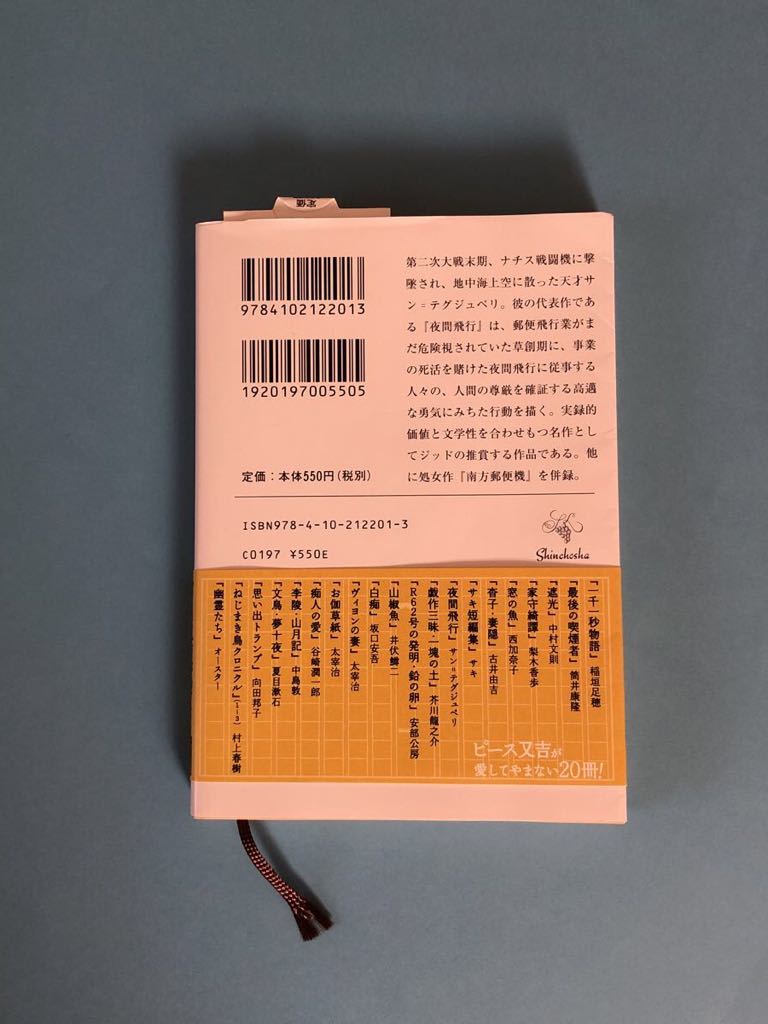 定価
9784102122013
1920197005505
定価：本体550円(税別)
第二次大戦末期、ナチス戦闘機に撃
墜され、地中海上空に散った天才サ
ン=テグジュペリ。彼の代表作であ
る『夜間飛行』は、郵便飛行業がま
だ危険視されていた草創期に、事業
の死活を賭けた夜間飛行に従事する
人々の、人間の尊厳を確証する高邁
な勇気にみちた行動を描く。実録的
価値と文学性を合わせもつ名作とし
てジッドの推賞する作品である。他
に処女作『南方郵便機』を併録。
ISBN978-4-10-212201-3
C0197 ¥550E
Shinchosha
『一千一秒物語』 稲垣足穂
『最後の喫煙者』 筒井康隆
『遮光』 中村文則
『家守綺譚』 梨木香歩
『窓の魚』 西加奈子
『杳子・妻隠』 古井由吉
『サキ短編集』 サキ
『夜間飛行』 サン=テグジュペリ
『戯作三昧・一塊の土』 芥川龍之介
『R62号の発明・鉛の卵』 安部公房
『山椒魚』 井伏鱒二
『白痴』 坂口安吾
『ヴィヨンの妻』 太宰治
『お伽草紙』 太宰治
『痴人の愛』 谷崎潤一郎
『李陵・山月記』 中島敦
『文鳥・夢十夜』 夏目漱石
『思い出トランプ』 向田邦子
『ねじまき鳥クロニクル』(1~3) 村上春樹
『幽霊たち』 オースター
ピース又吉が
愛してやまない20冊!